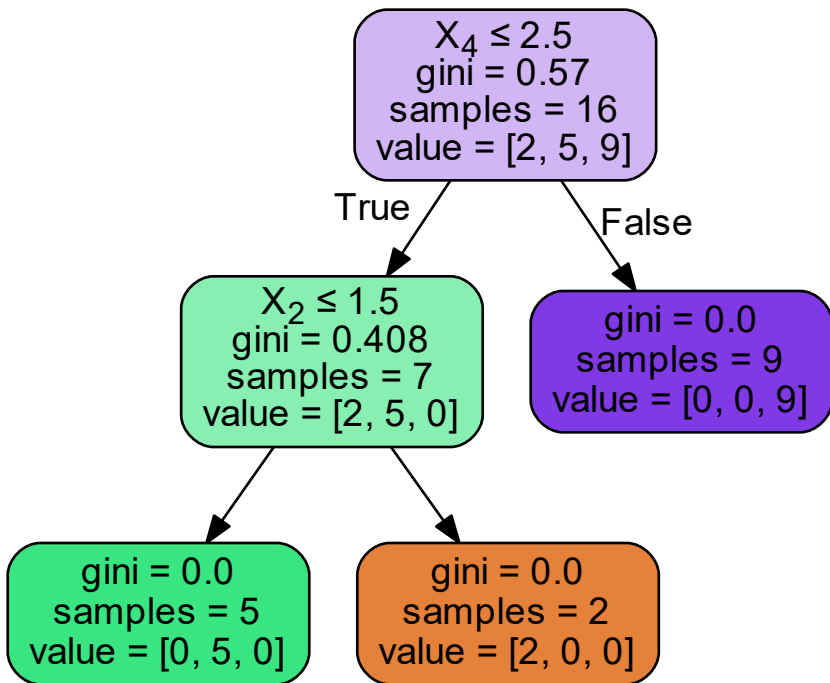 X₄ ≤ 2.5
gini = 0.57
samples = 16
value = [2, 5, 9]
True
False
X₂ ≤ 1.5
gini = 0.408
samples = 7
value = [2, 5, 0]
gini = 0.0
samples = 9
value = [0, 0, 9]
gini = 0.0
samples = 5
value = [0, 5, 0]
gini = 0.0
samples = 2
value = [2, 0, 0]